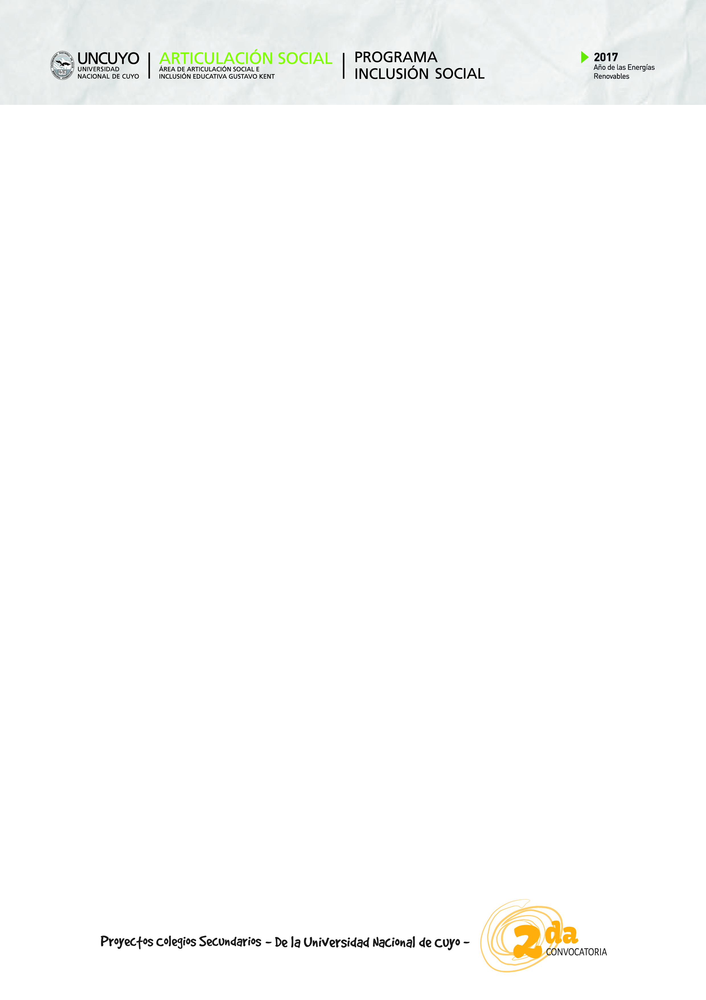 UNCUYO
UNIVERSIDAD
NACIONAL DE CUYO
ARTICULACIÓN SOCIAL
ÁREA DE ARTICULACIÓN SOCIAL E
INCLUSIÓN EDUCATIVA GUSTAVO KENT
PROGRAMA
INCLUSIÓN SOCIAL
2017
Año de las Energías
Renovables
Proyectos Colegios Secundarios - De la Universidad Nacional de Cuyo -
2da
CONVOCATORIA